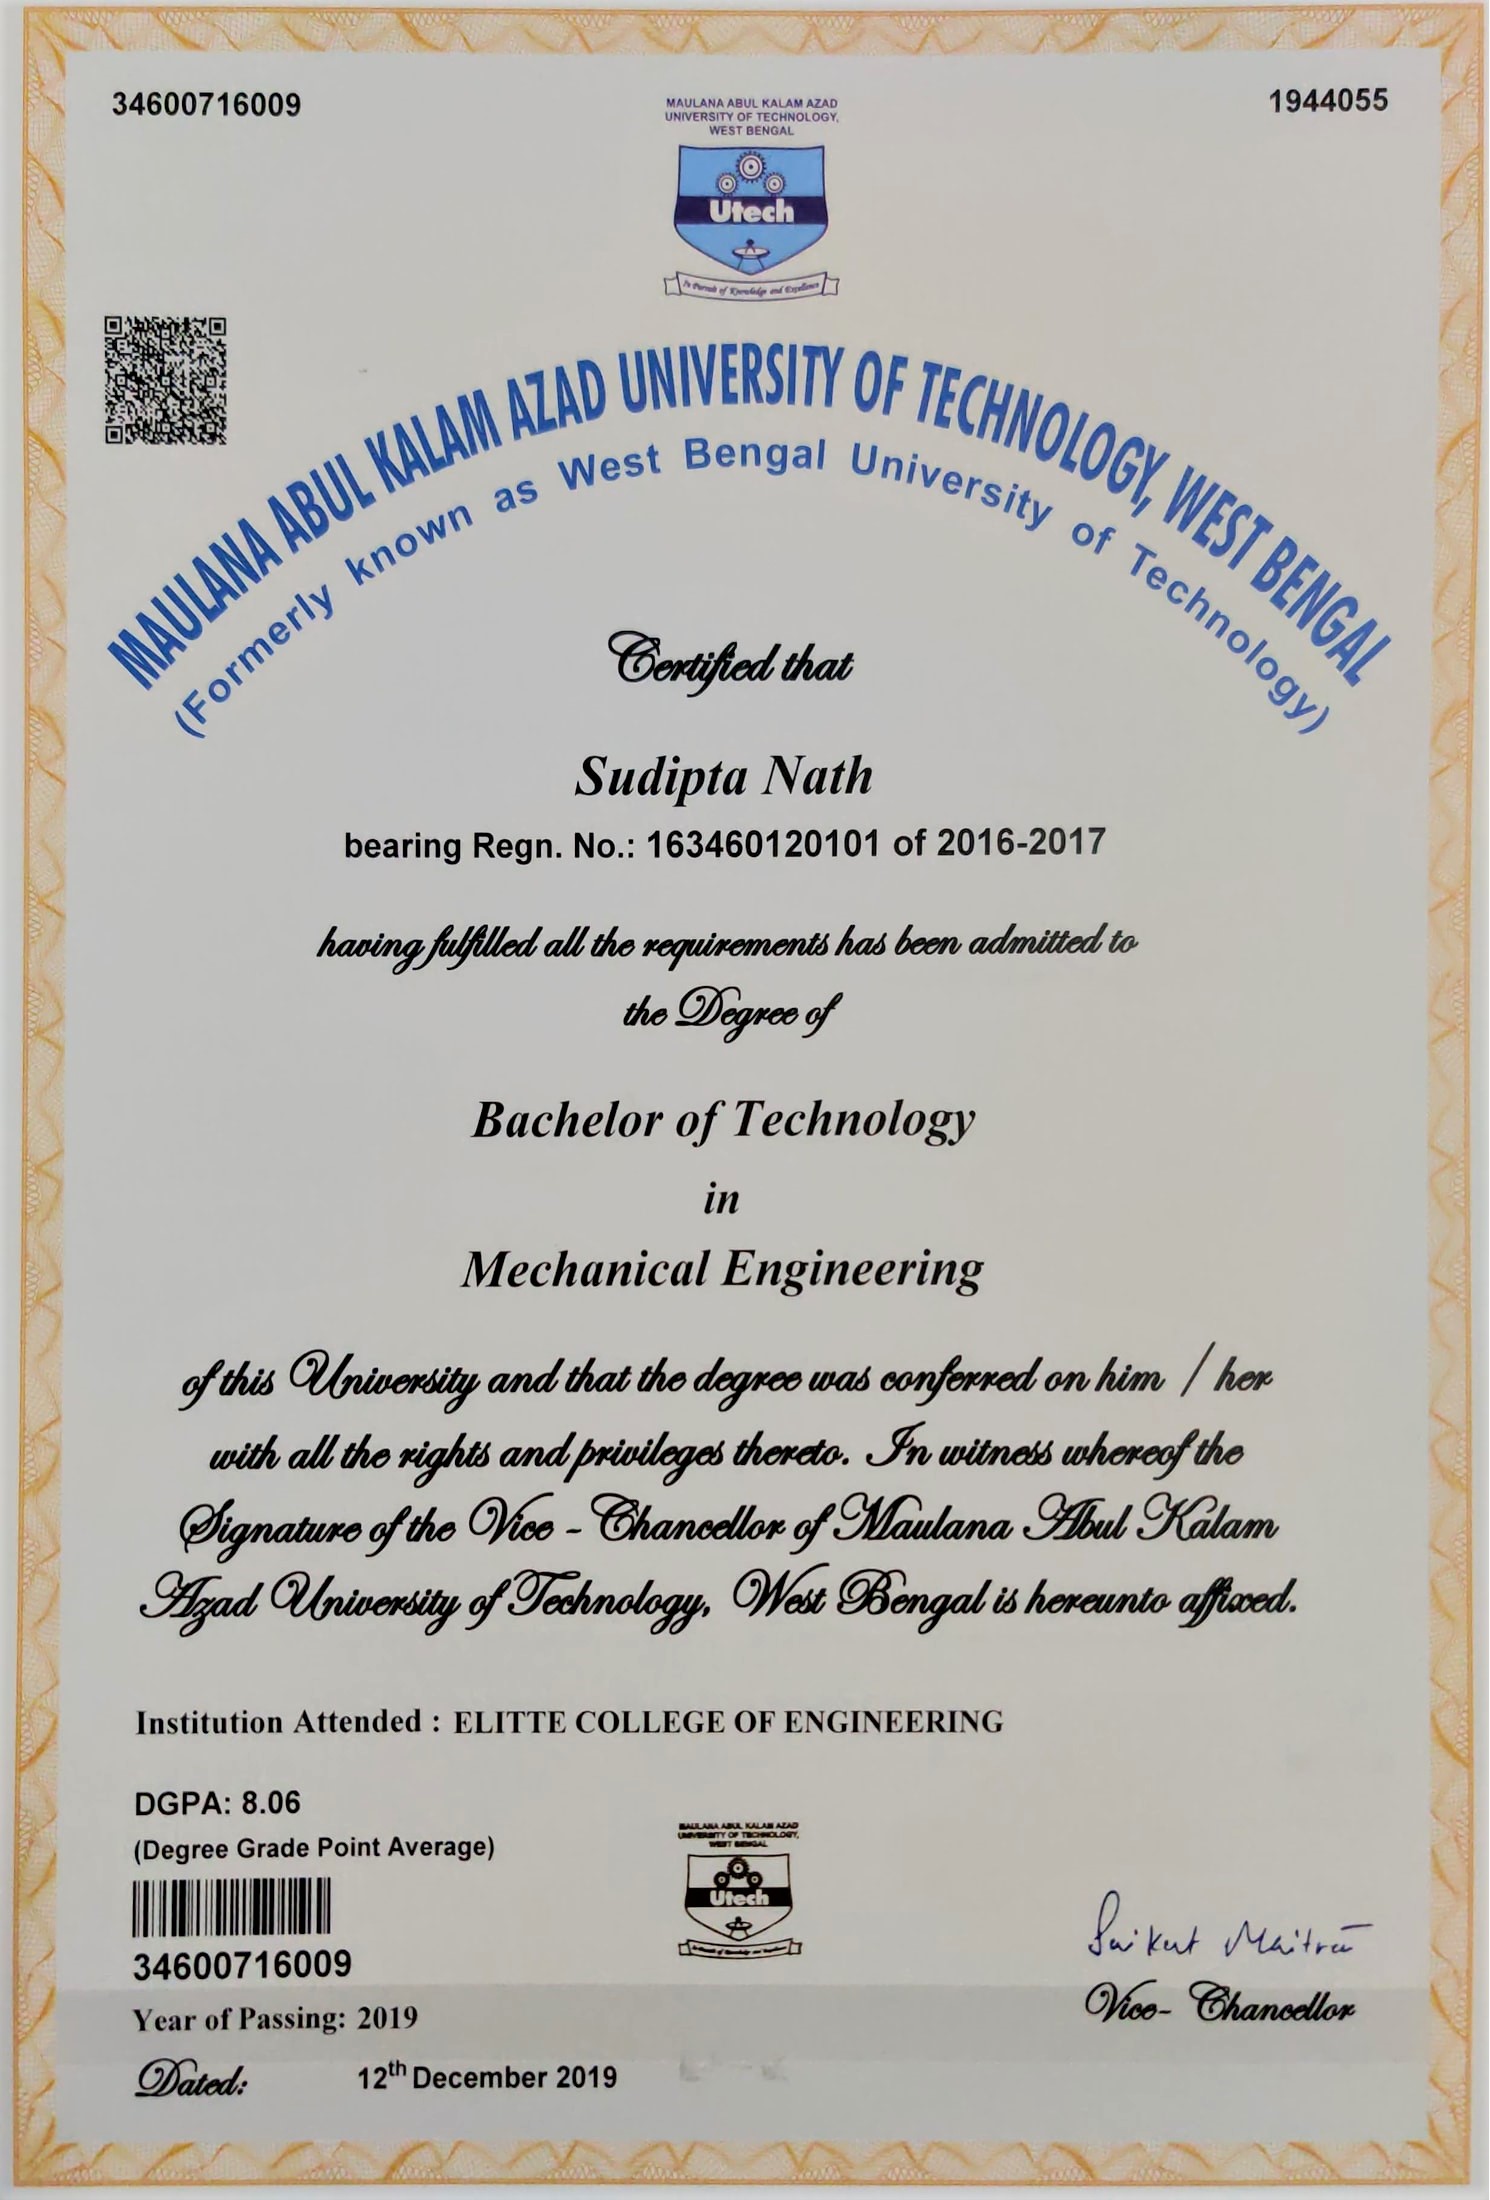 34600716009
1944055
MAULANA ABUL KALAM AZAD
UNIVERSITY OF TECHNOLOGY,
WEST BENGAL
Utech
In Pursuit of Knowledge and Excellence
MAULANA ABUL KALAM AZAD UNIVERSITY OF TECHNOLOGY, WEST BENGAL
(Formerly known as West Bengal University of Technology)
Certified that
Sudipta Nath
bearing Regn. No.: 163460120101 of 2016-2017
having fulfilled all the requirements has been admitted to
the Degree of
Bachelor of Technology
in
Mechanical Engineering
of this University and that the degree was conferred on him / her
with all the rights and privileges thereto. In witness whereof the
Signature of the Vice - Chancellor of Maulana Abul Kalam
Azad University of Technology, West Bengal is hereunto affixed.
Institution Attended : ELITTE COLLEGE OF ENGINEERING
DGPA: 8.06
(Degree Grade Point Average)
34600716009
Year of Passing: 2019
Dated: 12th December 2019
MAULANA ABUL KALAM AZAD
UNIVERSITY OF TECHNOLOGY,
WEST BENGAL
Utech
In Pursuit of Knowledge and Excellence
Saikat Maitra
Vice- Chancellor